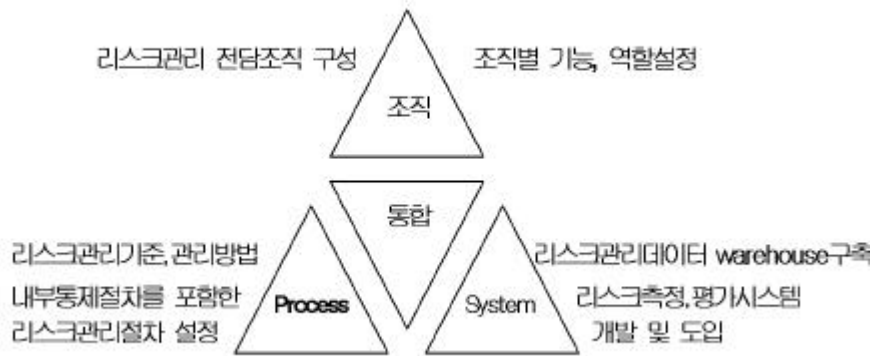 리스크관리 전담조직 구성
조직별 기능, 역할설정
조직
통합
리스크관리기준,관리방법
내부통제절차를 포함한
리스크관리절차 설정
Process
System
리스크관리데이터 warehouse구축
리스크측정,평가시스템
개발 및 도입